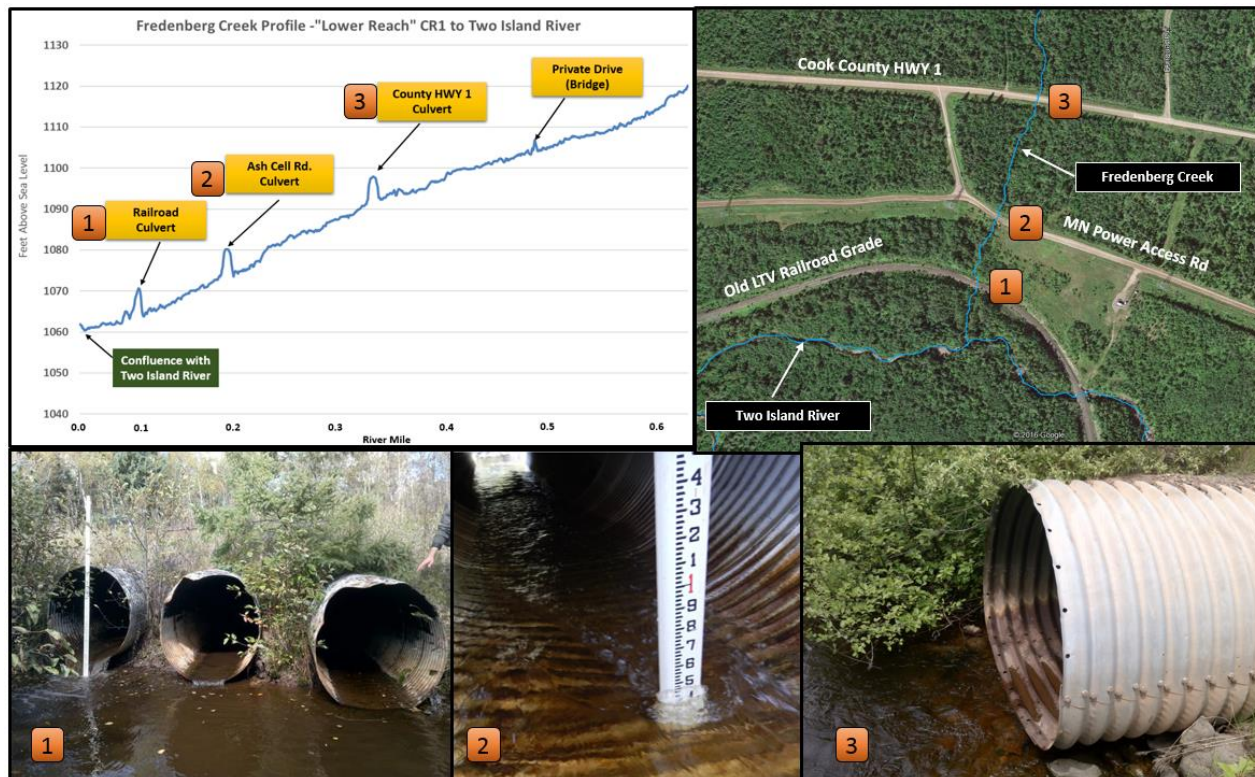 Fredenberg Creek Profile -"Lower Reach" CR1 to Two Island River
Feet Above Sea Level
1130
1120
1110
1100
1090
1080
1070
1060
1050
1040
1
Railroad
Culvert
2
Ash Cell Rd.
Culvert
3
County HWY 1
Culvert
Private Drive
(Bridge)
Confluence with
Two Island River
0.0
0.1
0.2
0.3
0.4
0.5
0.6
River Mile
Cook County HWY 1
3
Fredenberg Creek
2
MN Power Access Rd
Old LTV Railroad Grade
1
Two Island River
© 2016 Google
1
4
3
2
1
1
9
8
7
6
5
2
3